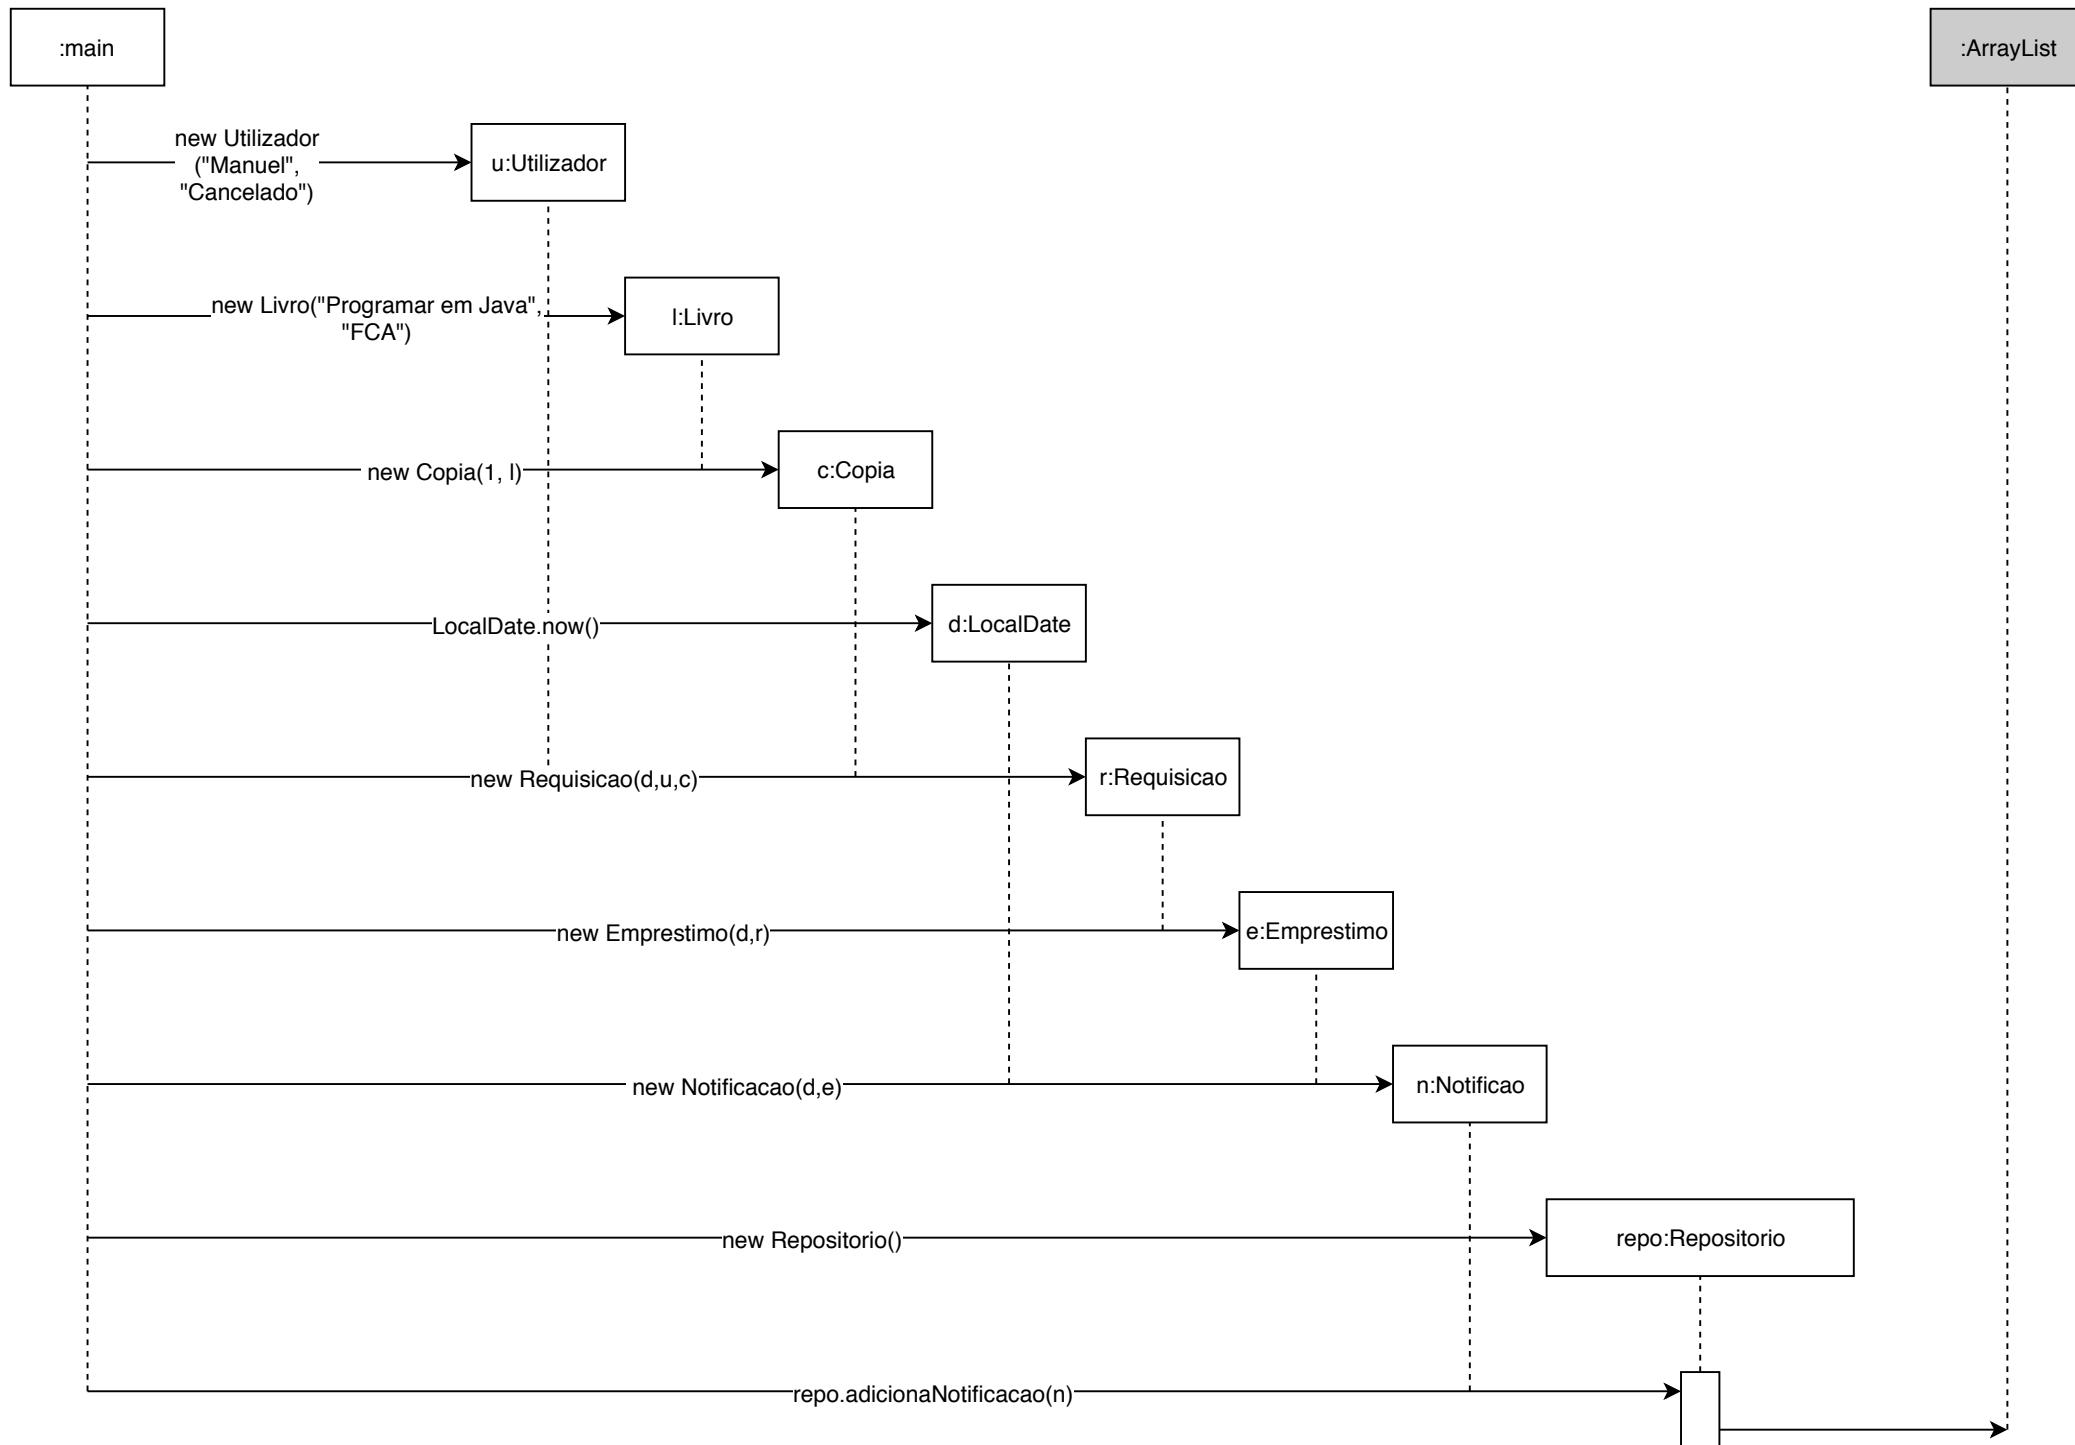 :main
:ArrayList
new Utilizador
("Manuel",
"Cancelado")
u:Utilizador
new Livro("Programar em Java",
"FCA")
l:Livro
new Copia(1, l)
c:Copia
LocalDate.now()
d:LocalDate
new Requisicao(d,u,c)
r:Requisicao
new Emprestimo(d,r)
e:Emprestimo
new Notificacao(d,e)
n:Notificao
new Repositorio()
repo:Repositorio
repo.adicionaNotificacao(n)